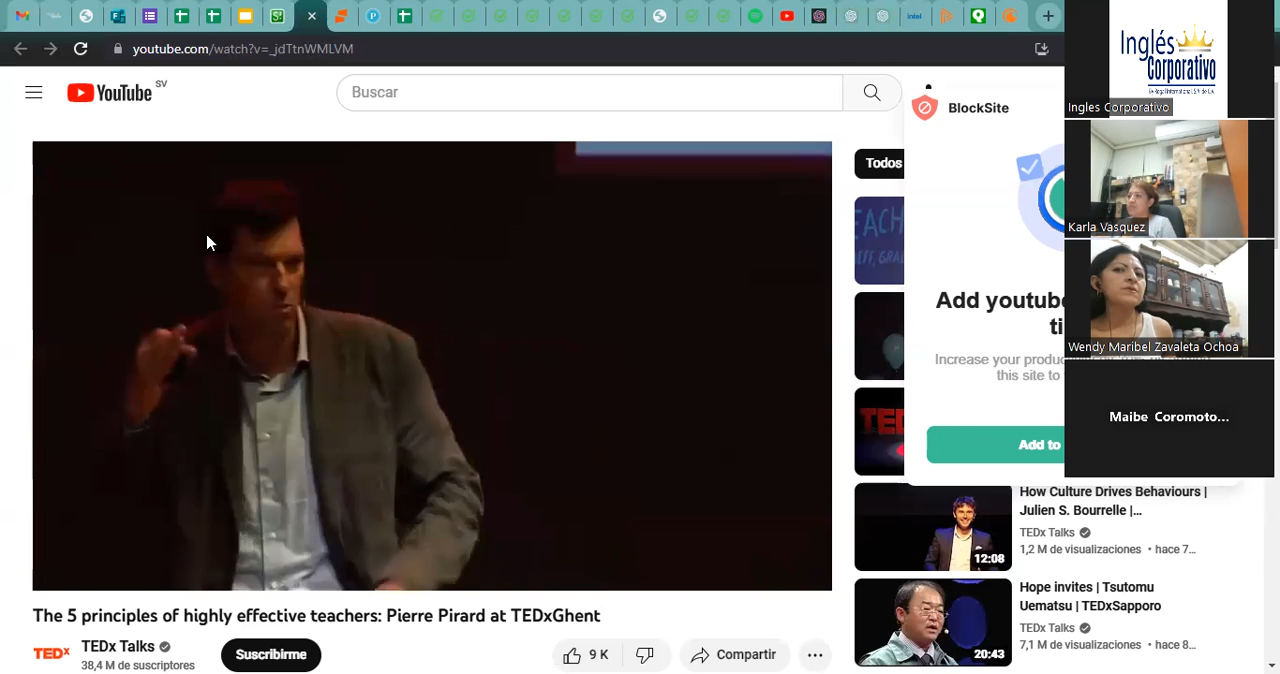 youtube.com/watch?v=_jdTtnWMLVM
YouTube SV
Buscar
BlockSite
Todos
Add youtube
ti
Increase your produc
this site to
Add to
The 5 principles of highly effective teachers: Pierre Pirard at TEDxGhent
TEDx
TEDx Talks
38,4 M de suscriptores
Suscribirme
9 K
Compartir
TED
How Culture Drives Behaviours |
Julien S. Bourrelle |...
TEDx Talks
1,2 M de visualizaciones • hace 7...
12:08
Hope invites | Tsutomu
Uematsu | TEDxSapporo
TEDx Talks
7,1 M de visualizaciones • hace 8...
20:43
Inglés
Corporativo
Ingles Corporativo
Karla Vasquez
Wendy Maribel Zavaleta Ochoa
Maibe Coromoto...